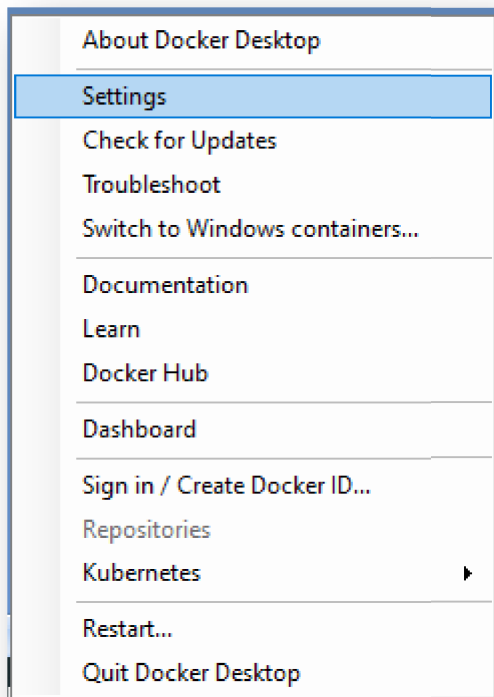 About Docker Desktop
Settings
Check for Updates
Troubleshoot
Switch to Windows containers...
Documentation
Learn
Docker Hub
Dashboard
Sign in / Create Docker ID...
Repositories
Kubernetes
Restart...
Quit Docker Desktop